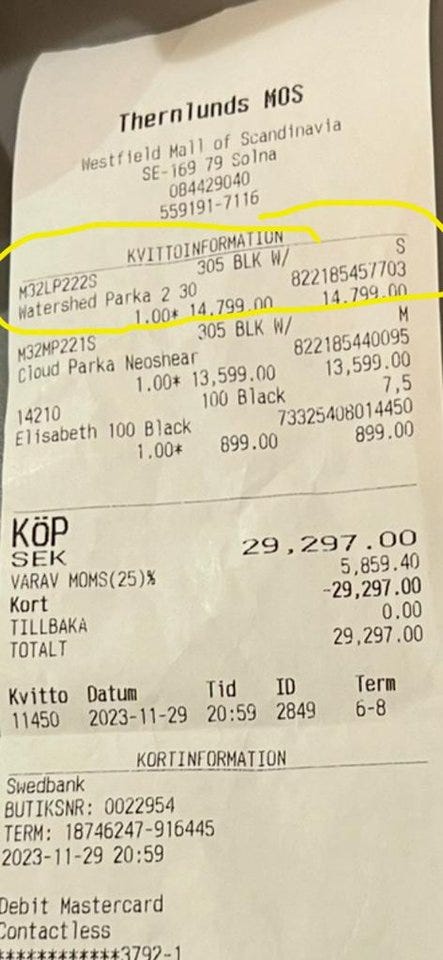 Thernlunds MOS
Westfield Mall of Scandinavia
SE-169 79 Solna
084429040
559191-7116
KVITTOINFORMATION
M32LP222S 305 BLK W/ S
Watershed Parka 2 30 822185457703
1.00* 14,799.00 14,799.00
M32MP221S 305 BLK W/ M
Cloud Parka Neoshear 822185440095
1.00* 13,599.00 13,599.00
14210 100 Black 7,5
Elisabeth 100 Black 73325408014450
1.00* 899.00 899.00
KÖP
SEK 29,297.00
VARAV MOMS(25)% 5,859.40
Kort -29,297.00
TILLBAKA 0.00
TOTALT 29,297.00
Kvitto Datum Tid ID Term
11450 2023-11-29 20:59 2849 6-8
KORTINFORMATION
Swedbank
BUTIKSNR: 0022954
TERM: 18746247-916445
2023-11-29 20:59
Debit Mastercard
Contactless
************3792-1